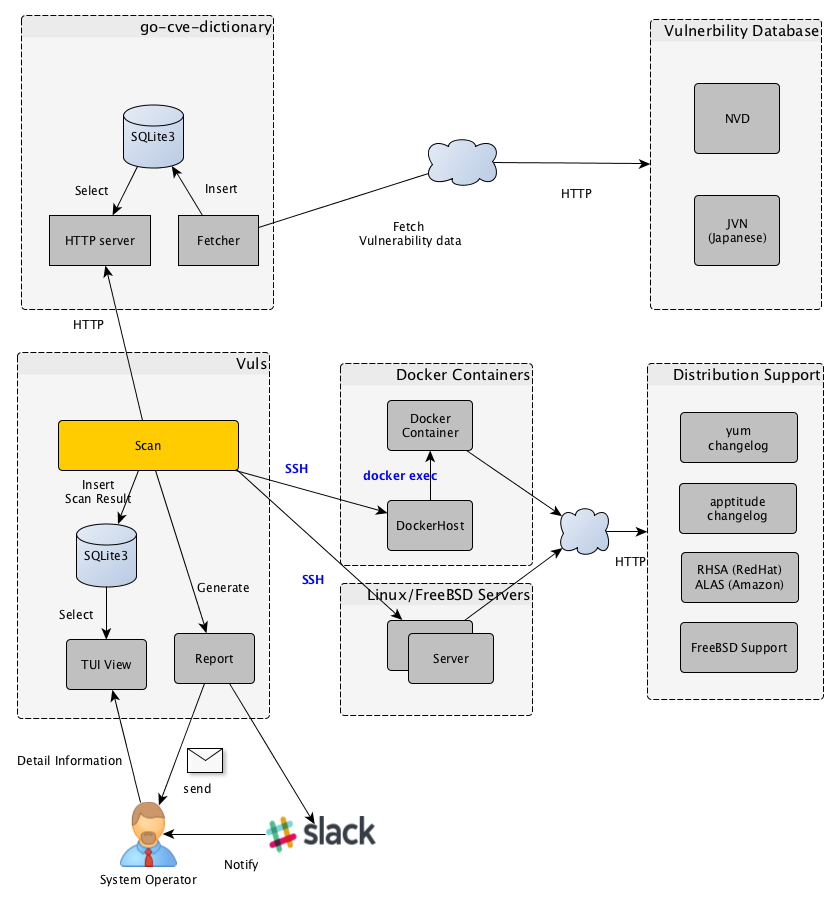 go-cve-dictionary
SQLite3
Select
Insert
HTTP server
Fetcher
Fetch
Vulnerability data
HTTP
Vulnerbility Database
NVD
JVN
(Japanese)
HTTP
Vuls
Scan
Insert
Scan Result
SQLite3
Generate
Select
TUI View
Report
SSH
SSH
Docker Containers
Docker
Container
docker exec
DockerHost
Linux/FreeBSD Servers
Server
HTTP
Distribution Support
yum
changelog
apptitude
changelog
RHSA (RedHat)
ALAS (Amazon)
FreeBSD Support
Detail Information
send
slack
Notify
System Operator